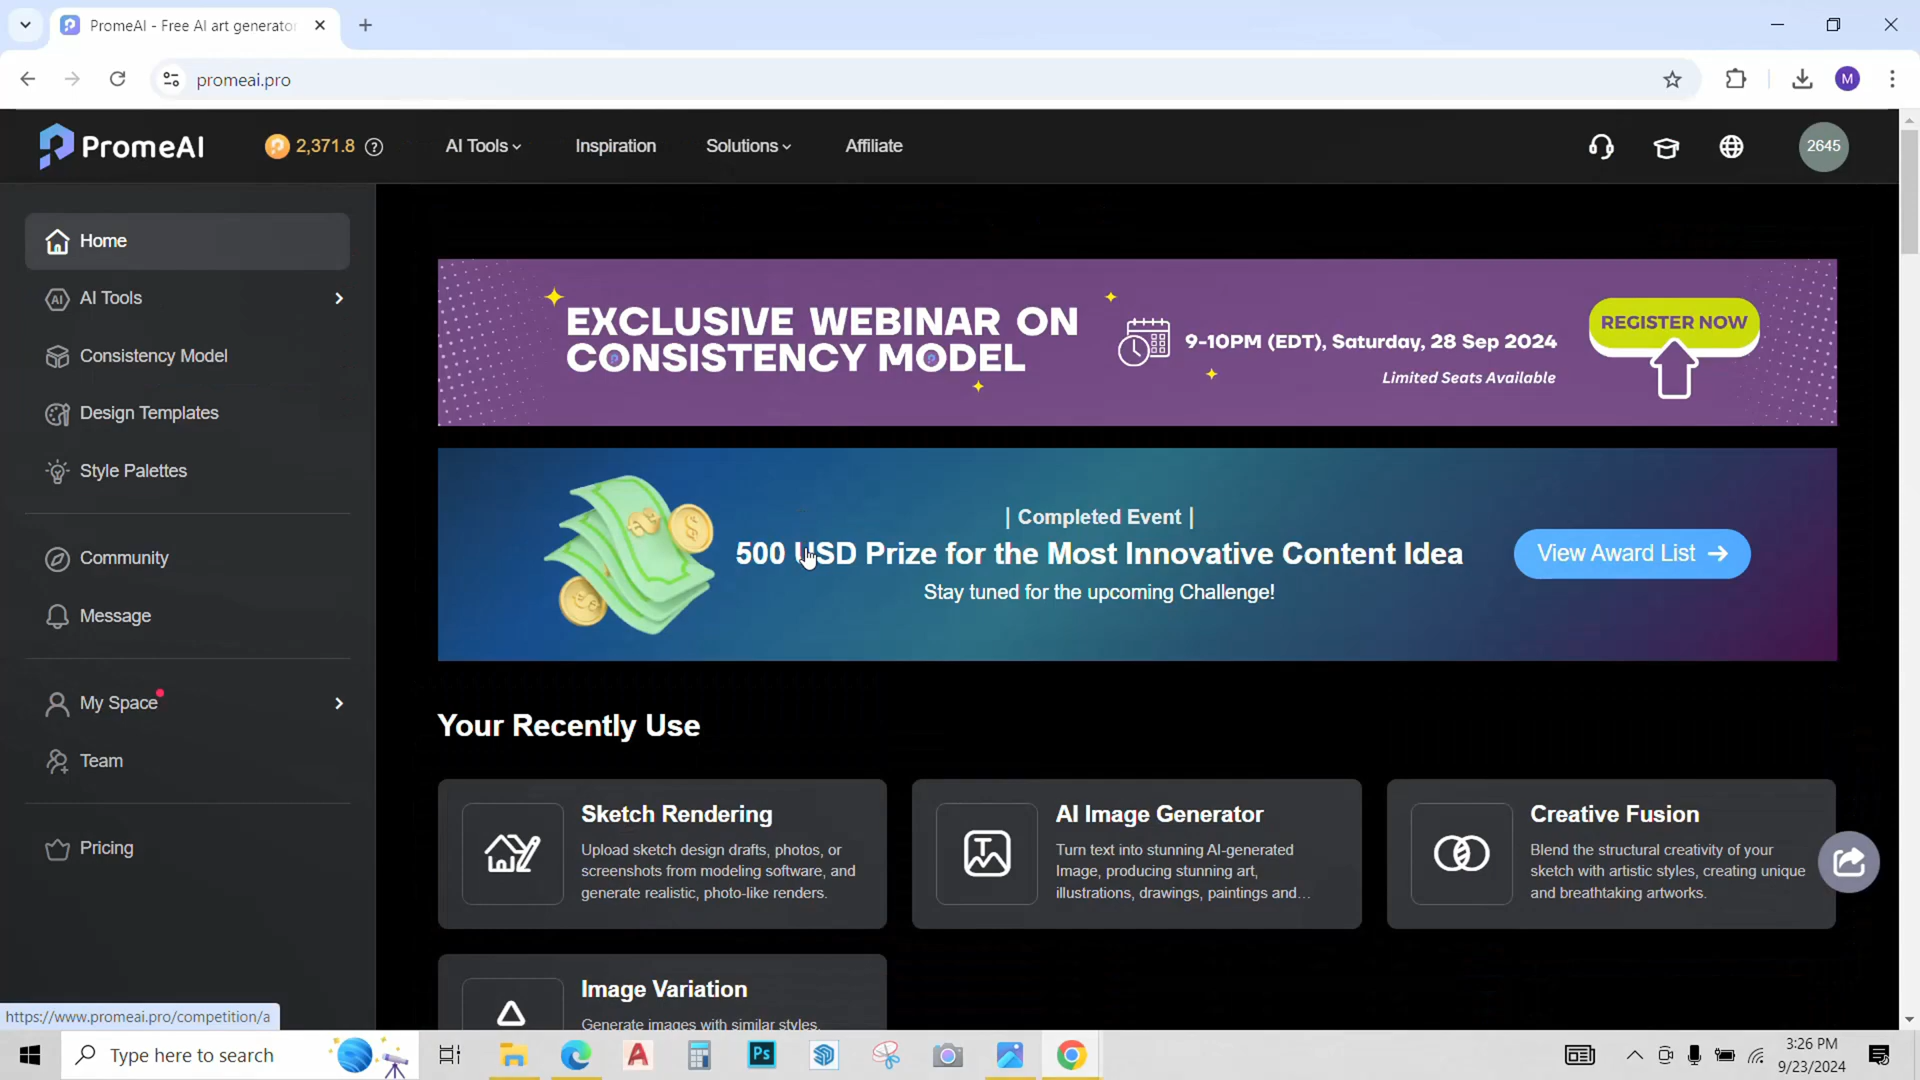 PromeAI - Free AI art generator
promeai.pro
M
PromeAI
2,371.8
AI Tools
Inspiration
Solutions
Affiliate
2645
Home
AI Tools
Consistency Model
Design Templates
Style Palettes
Community
Message
My Space
Team
Pricing
EXCLUSIVE WEBINAR ON
CONSISTENCY MODEL
9-10PM (EDT), Saturday, 28 Sep 2024
Limited Seats Available
REGISTER NOW
| Completed Event |
500 USD Prize for the Most Innovative Content Idea
Stay tuned for the upcoming Challenge!
View Award List
Your Recently Use
Sketch Rendering
Upload sketch design drafts, photos, or
screenshots from modeling software, and
generate realistic, photo-like renders.
AI Image Generator
Turn text into stunning AI-generated
Image, producing stunning art,
illustrations, drawings, paintings and...
Creative Fusion
Blend the structural creativity of your
sketch with artistic styles, creating unique
and breathtaking artworks.
Image Variation
Generate images with similar styles,
https://www.promeai.pro/competition/a
Type here to search
Ps
3:26 PM
9/23/2024